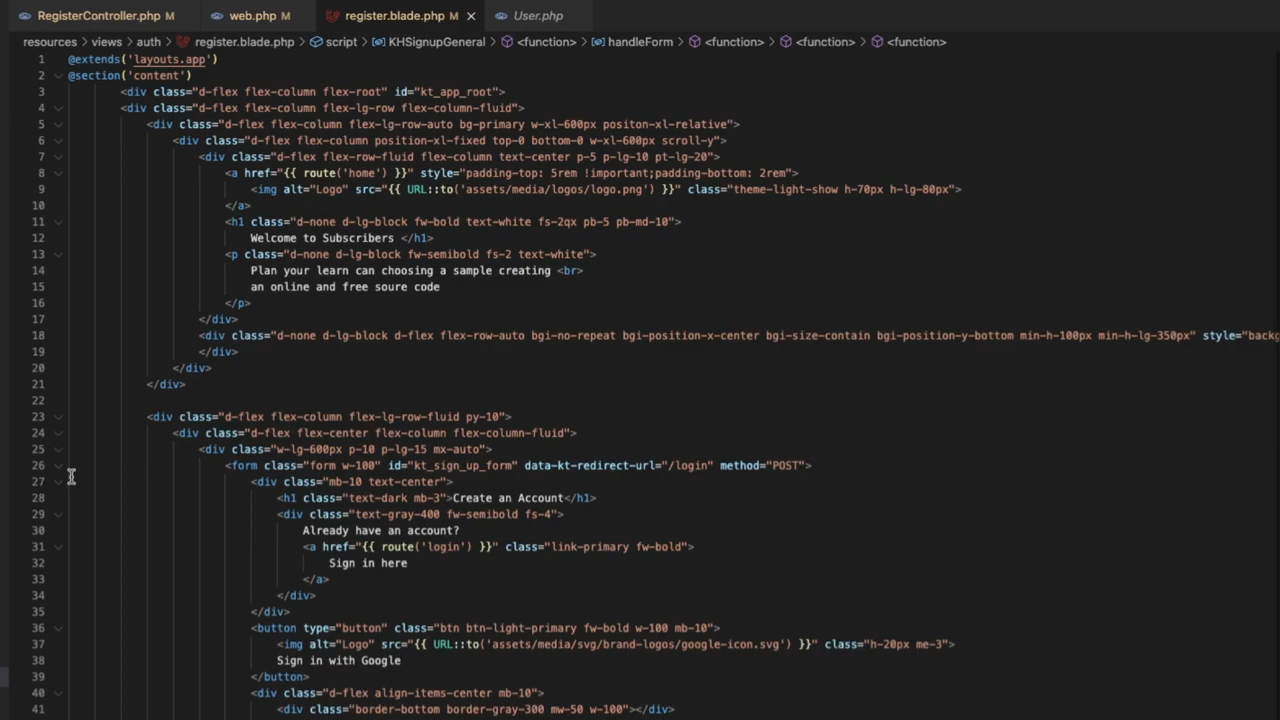 RegisterController.php M web.php M register.blade.php M User.php
resources > views > auth > register.blade.php > script > KHSignupGeneral > <function> > handleForm > <function> > <function> > <function>
1 @extends('layouts.app')
2 @section('content')
3 <div class="d-flex flex-column flex-root" id="kt_app_root">
4 <div class="d-flex flex-column flex-lg-row flex-column-fluid">
5 <div class="d-flex flex-column flex-lg-row-auto bg-primary w-xl-600px positon-xl-relative">
6 <div class="d-flex flex-column position-xl-fixed top-0 bottom-0 w-xl-600px scroll-y">
7 <div class="d-flex flex-row-fluid flex-column text-center p-5 p-lg-10 pt-lg-20">
8 <a href="{{ route('home') }}" style="padding-top: 5rem !important;padding-bottom: 2rem">
9 <img alt="Logo" src="{{ URL::to('assets/media/logos/logo.png') }}" class="theme-light-show h-70px h-lg-80px">
10 </a>
11 <h1 class="d-none d-lg-block fw-bold text-white fs-2qx pb-5 pb-md-10">
12 Welcome to Subscribers </h1>
13 <p class="d-none d-lg-block fw-semibold fs-2 text-white">
14 Plan your learn can choosing a sample creating <br>
15 an online and free soure code
16 </p>
17 </div>
18 <div class="d-none d-lg-block d-flex flex-row-auto bgi-no-repeat bgi-position-x-center bgi-size-contain bgi-position-y-bottom min-h-100px min-h-lg-350px" style="backg
19 </div>
20 </div>
21 </div>
22
23 <div class="d-flex flex-column flex-lg-row-fluid py-10">
24 <div class="d-flex flex-center flex-column flex-column-fluid">
25 <div class="w-lg-600px p-10 p-lg-15 mx-auto">
26 <form class="form w-100" id="kt_sign_up_form" data-kt-redirect-url="/login" method="POST">
27 <div class="mb-10 text-center">
28 <h1 class="text-dark mb-3">Create an Account</h1>
29 <div class="text-gray-400 fw-semibold fs-4">
30 Already have an account?
31 <a href="{{ route('login') }}" class="link-primary fw-bold">
32 Sign in here
33 </a>
34 </div>
35 </div>
36 <button type="button" class="btn btn-light-primary fw-bold w-100 mb-10">
37 <img alt="Logo" src="{{ URL::to('assets/media/svg/brand-logos/google-icon.svg') }}" class="h-20px me-3">
38 Sign in with Google
39 </button>
40 <div class="d-flex align-items-center mb-10">
41 <div class="border-bottom border-gray-300 mw-50 w-100"></div>